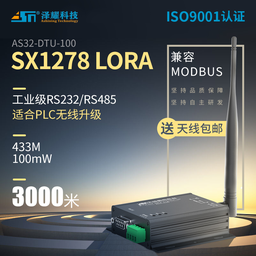 泽耀科技
ISO9001认证
AS32-DTU-100
SX1278 LORA
兼容
MODBUS
工业级RS232/RS485
适合PLC无线升级
坚持品质保障
坚持自主研发
433M
100mW
送天线包邮
3000米